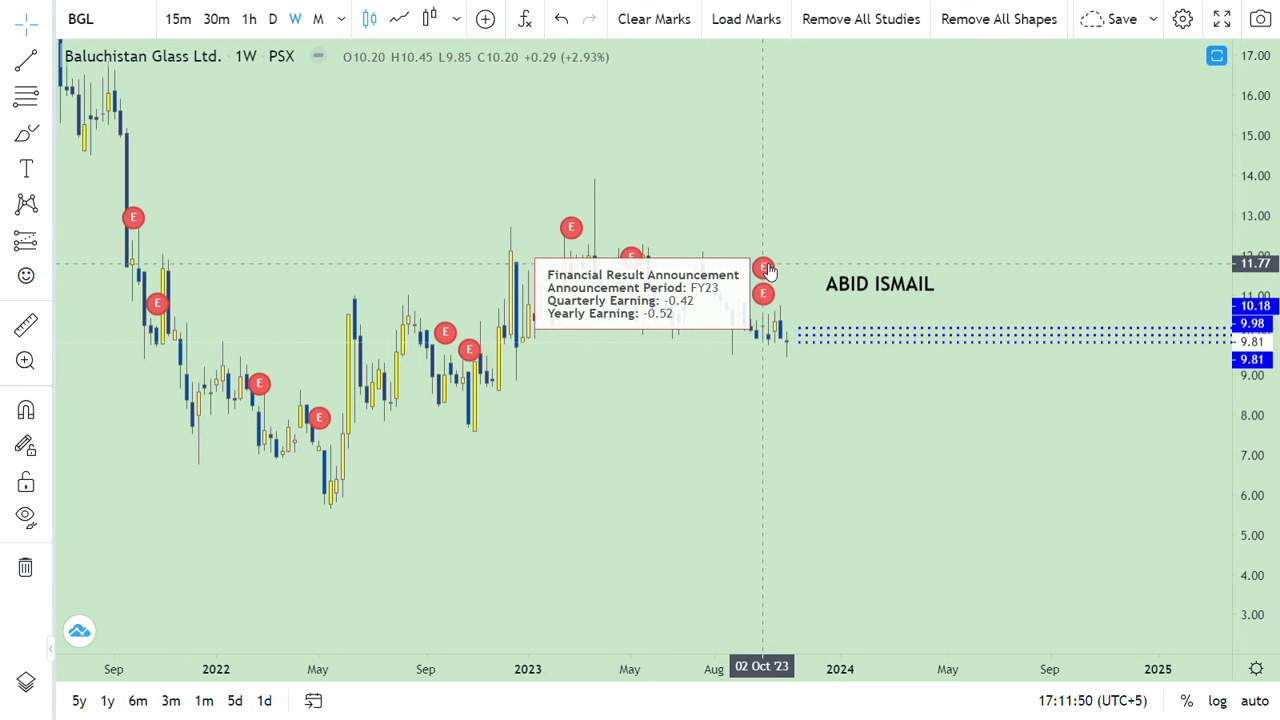 BGL 15m 30m 1h D W M Clear Marks Load Marks Remove All Studies Remove All Shapes Save
Baluchistan Glass Ltd. 1W PSX O10.20 H10.45 L9.85 C10.20 +0.29 (+2.93%)
17.00
16.00
15.00
14.00
13.00
11.77
11.00
10.18
9.98
9.81
9.81
9.00
8.00
7.00
6.00
5.00
4.00
3.00
E
E
E
E
E
E
E
E
E
E
Financial Result Announcement
Announcement Period: FY23
Quarterly Earning: -0.42
Yearly Earning: -0.52
ABID ISMAIL
Sep 2022 May Sep 2023 May Aug 02 Oct '23 2024 May Sep 2025
5y 1y 6m 3m 1m 5d 1d 17:11:50 (UTC+5) % log auto